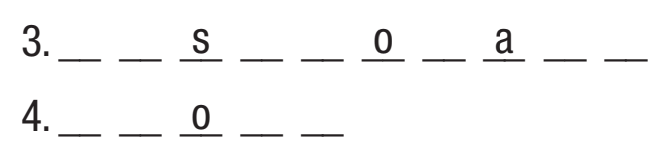 3. __ __ s __ __ o __ a __ __
4. __ __ o __ __